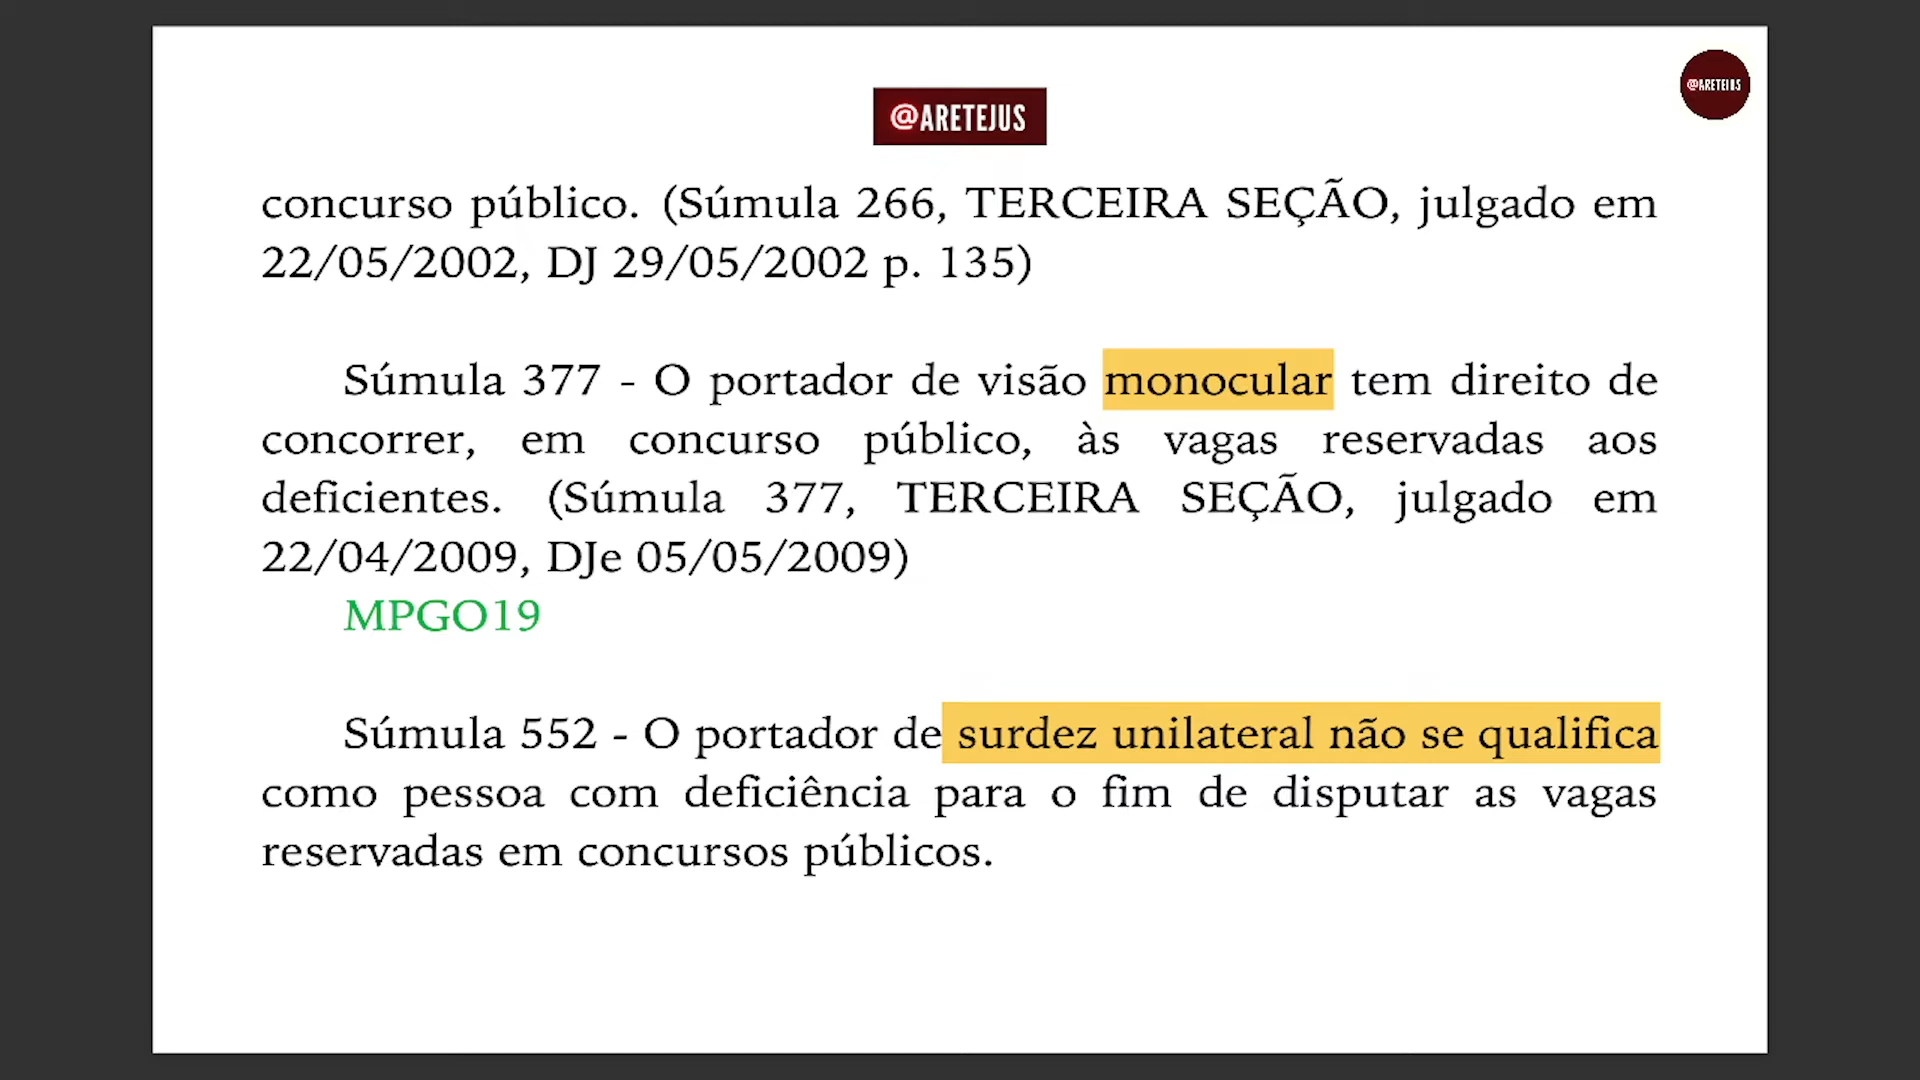 @ARETEJUS
@ARETEJUS
concurso público. (Súmula 266, TERCEIRA SEÇÃO, julgado em
22/05/2002, DJ 29/05/2002 p. 135)
Súmula 377 - O portador de visão monocular tem direito de
concorrer, em concurso público, às vagas reservadas aos
deficientes. (Súmula 377, TERCEIRA SEÇÃO, julgado em
22/04/2009, DJe 05/05/2009)
MPGO19
Súmula 552 - O portador de surdez unilateral não se qualifica
como pessoa com deficiência para o fim de disputar as vagas
reservadas em concursos públicos.